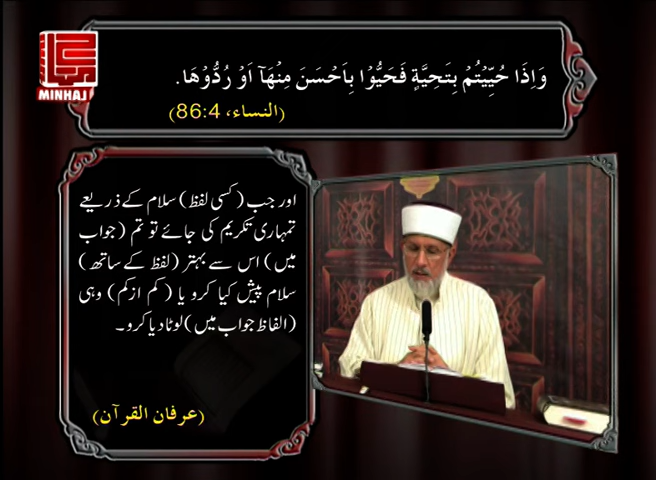 MINHAJ
وَاِذَا حُيِّيْتُمْ بِتَحِيَّةٍ فَحَيُّوْا بِاَحْسَنَ مِنْهَآ اَوْ رُدُّوْهَا.
(النساء، 86:4)
اور جب (کسی لفظ) سلام کے ذریعے
تمہاری تکریم کی جائے تو تم (جواب
میں) اس سے بہتر (لفظ کے ساتھ)
سلام پیش کیا کرو یا (کم از کم) وہی
(الفاظ جواب میں) لوٹا دیا کرو۔
(عرفان القرآن)